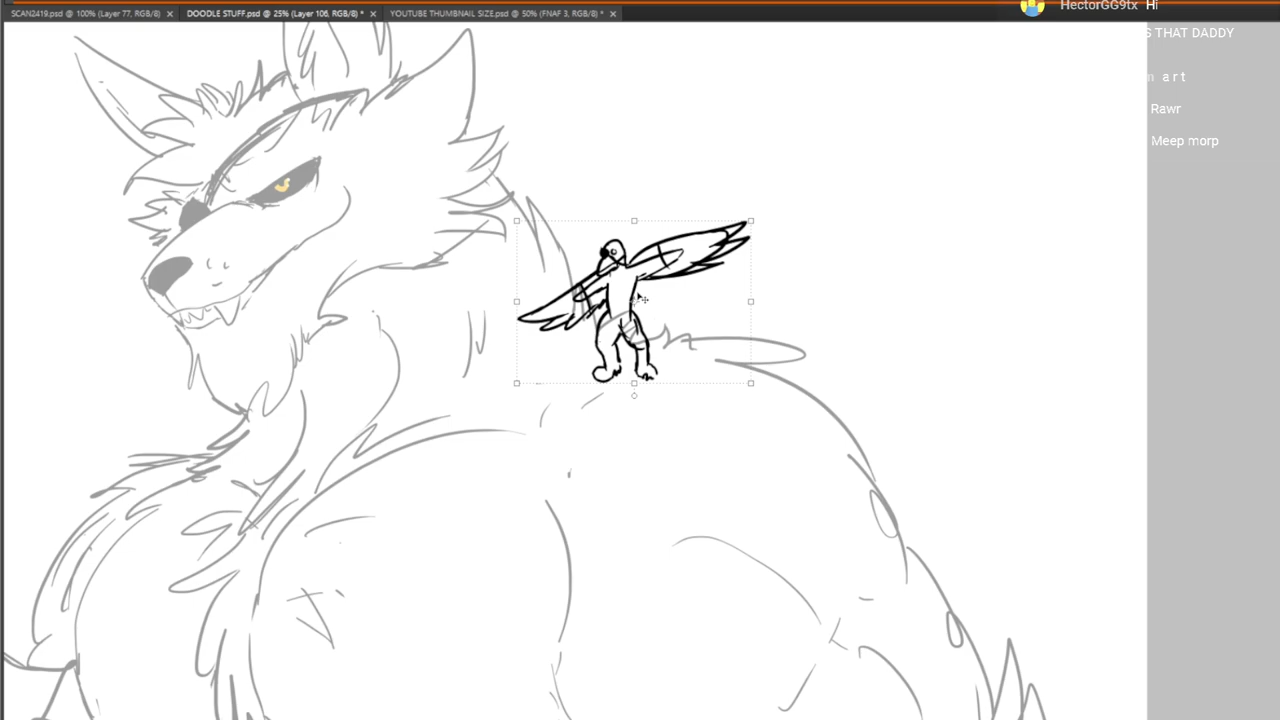 SCAN2419.psd @ 100% (Layer 77, RGB/8) ×
DOODLE STUFF.psd @ 25% (Layer 106, RGB/8) * ×
YOUTUBE THUMBNAIL SIZE.psd @ 50% (FNAF 3, RGB/8) * ×
HectorGG9tx Hi
THAT DADDY
art
Rawr
Meep morp